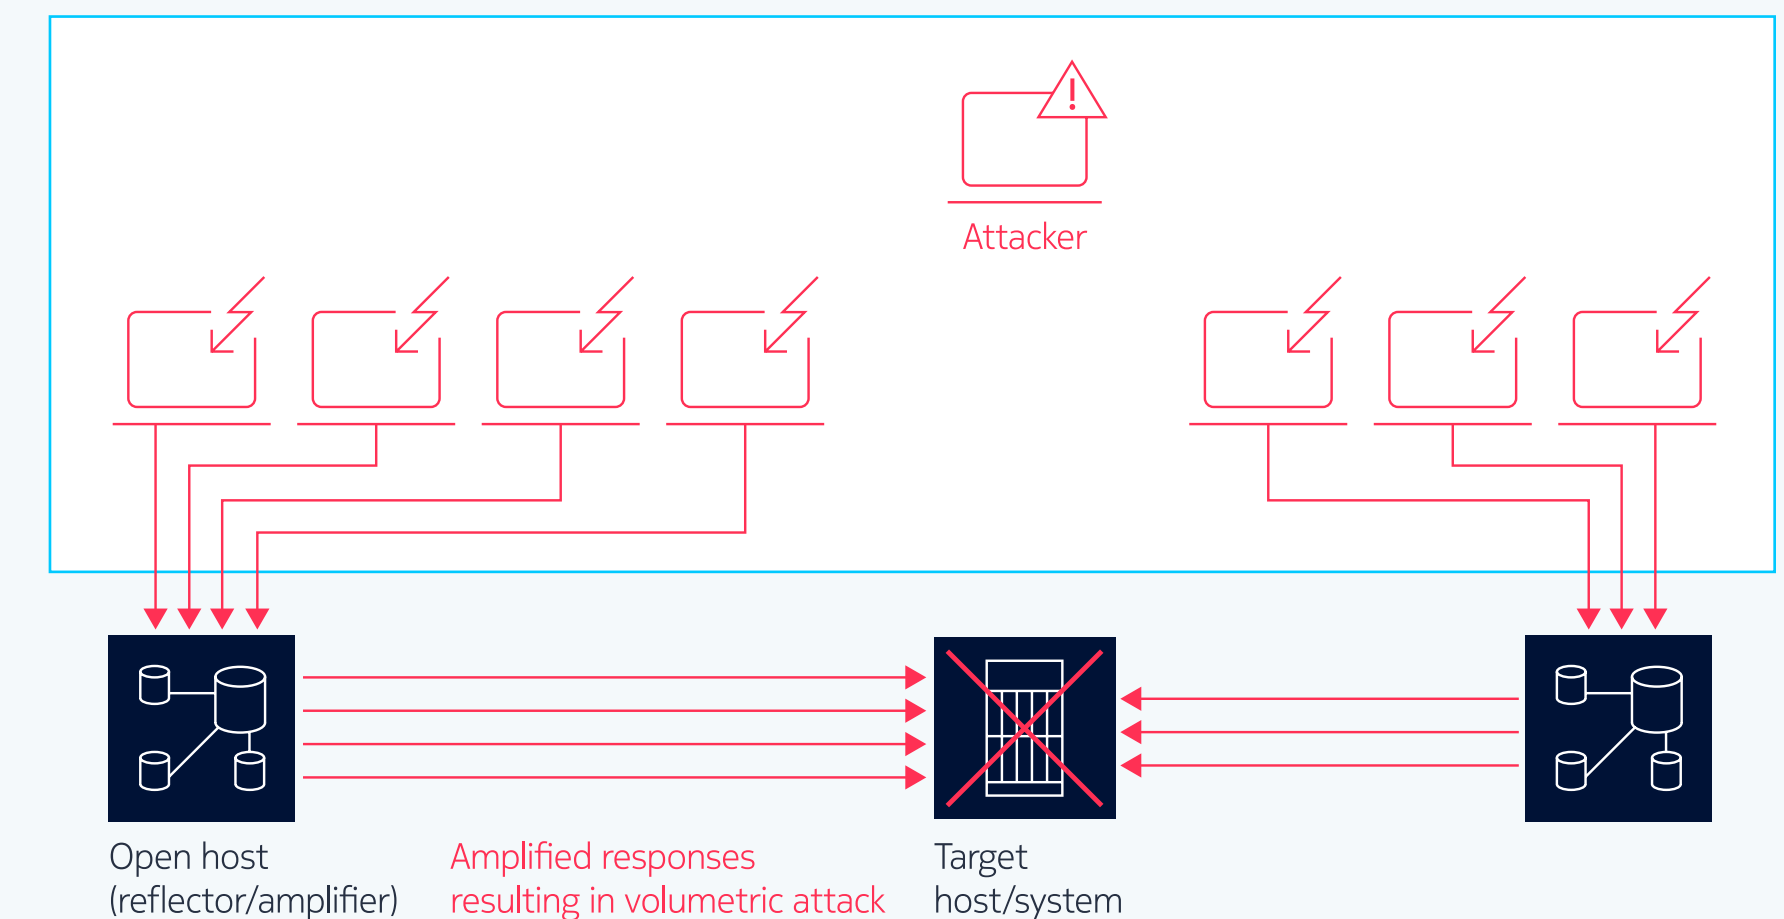 Attacker
Open host
(reflector/amplifier)
Amplified responses
resulting in volumetric attack
Target
host/system